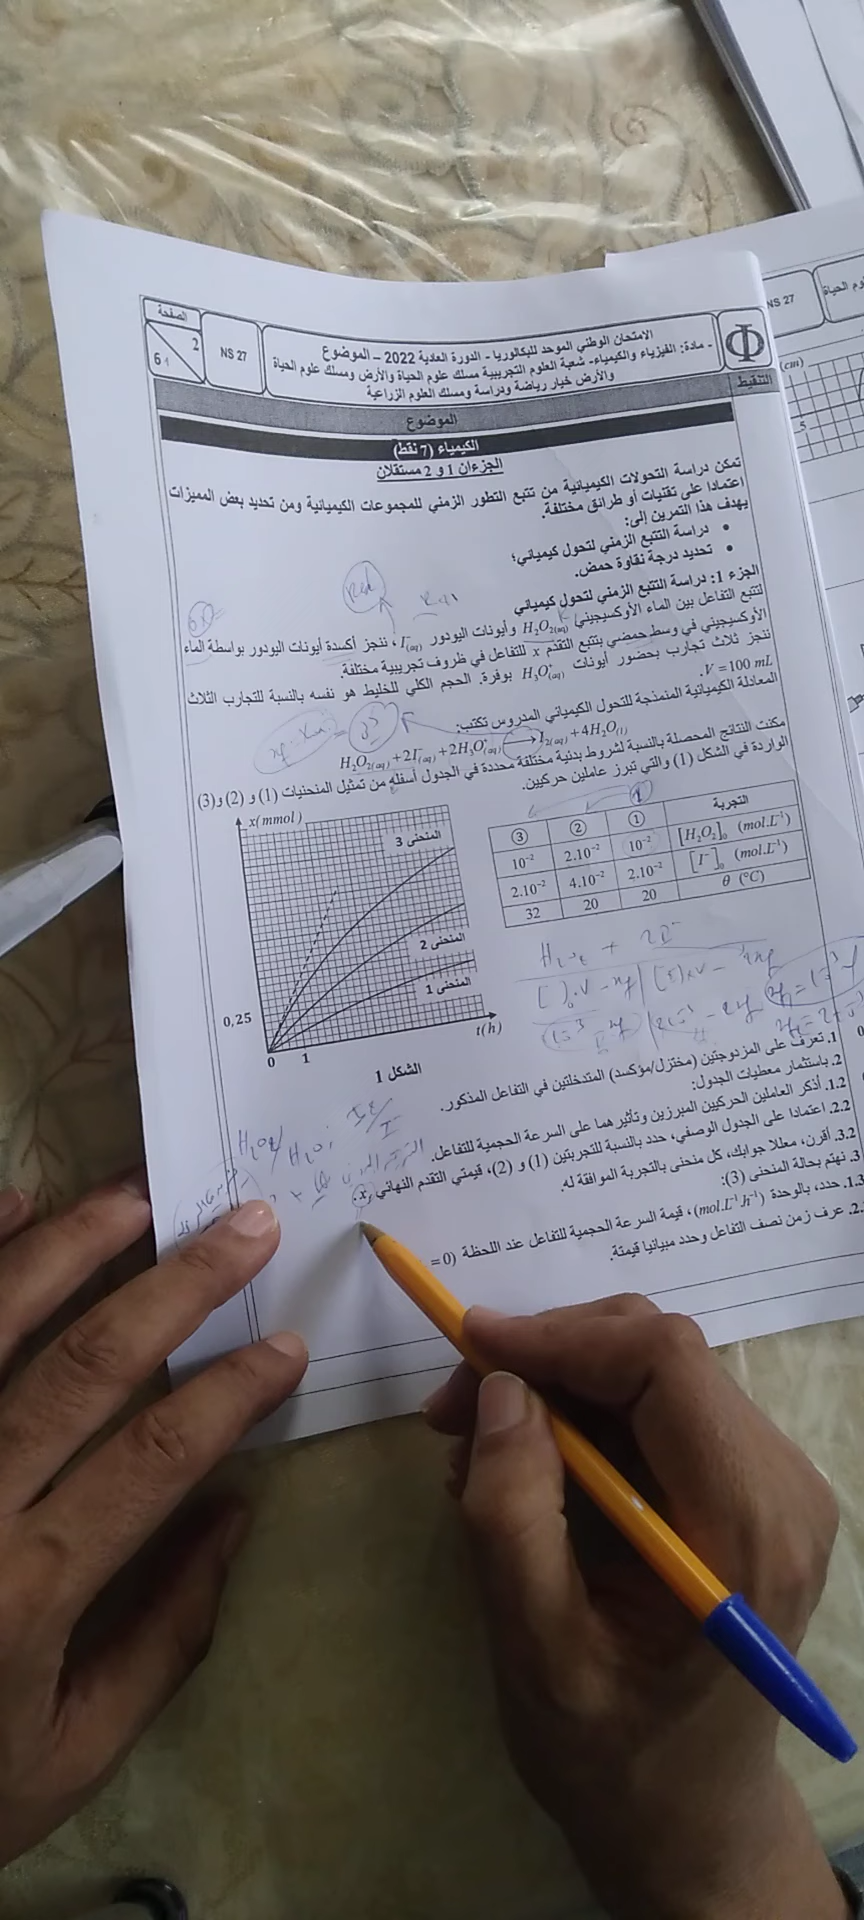 الصفحة
2
6
NS 27
الامتحان الوطني الموحد للبكالوريا - الدورة العادية 2022 – الموضوع
- مادة: الفيزياء والكيمياء- شعبة العلوم التجريبية مسلك علوم الحياة والأرض ومسلك علوم الحياة
والأرض خيار رياضة ودراسة ومسلك العلوم الزراعية
Φ
NS 27
التنقيط
الموضوع
الكيمياء (7 نقط)
الجزءان 1 و 2 مستقلان
تمكن دراسة التحولات الكيميائية من تتبع التطور الزمني للمجموعات الكيميائية ومن تحديد بعض المميزات
اعتمادا على تقنيات أو طرائق مختلفة.
يهدف هذا التمرين إلى:
• دراسة التتبع الزمني لتحول كيميائي؛
• تحديد درجة نقاوة حمض.
الجزء 1: دراسة التتبع الزمني لتحول كيميائي
لتتبع التفاعل بين الماء الأوكسيجيني H₂O₂(aq) وأيونات اليودور I⁻(aq)، ننجز أكسدة أيونات اليودور بواسطة الماء
الأوكسيجيني في وسط حمضي بتتبع التقدم x للتفاعل في ظروف تجريبية مختلفة.
ننجز ثلاث تجارب بحضور أيونات H₃O⁺(aq) بوفرة. الحجم الكلي للخليط هو نفسه بالنسبة للتجارب الثلاث
V = 100 mL.
المعادلة الكيميائية المنمذجة للتحول الكيميائي المدروس تكتب:
H₂O₂(aq) + 2I⁻(aq) + 2H₃O⁺(aq) ⟶ I₂(aq) + 4H₂O(l)
مكنت النتائج المحصلة بالنسبة لشروط بدئية مختلفة محددة في الجدول أسفله من تمثيل المنحنيات (1) و (2) و(3)
الواردة في الشكل (1) والتي تبرز عاملين حركيين.
التجربة ① ② ③
[H₂O₂]₀ (mol.L⁻¹) 10⁻² 2.10⁻² 10⁻²
[I⁻]₀ (mol.L⁻¹) 2.10⁻² 4.10⁻² 2.10⁻²
θ (°C) 20 20 32
x(mmol)
المنحنى 3
المنحنى 2
المنحنى 1
0,25
0
1
t(h)
الشكل 1
H₂O₂ + 2I⁻
1. تعرف على المزدوجتين (مختزل/مؤكسد) المتدخلتين في التفاعل المذكور.
2. باستثمار معطيات الجدول:
1.2. أذكر العاملين الحركيين المبرزين وتأثير هما على السرعة الحجمية للتفاعل.
2.2. اعتمادا على الجدول الوصفي، حدد بالنسبة للتجربتين (1) و (2)، قيمتي التقدم النهائي xf.
3.2. أقرن، معللا جوابك، كل منحنى بالتجربة الموافقة له.
3. نهتم بحالة المنحنى (3):
1.3. حدد، بالوحدة (mol.L⁻¹.h⁻¹)، قيمة السرعة الحجمية للتفاعل عند اللحظة
= 0)
2. عرف زمن نصف التفاعل وحدد مبيانيا قيمتة.
(cm)
5